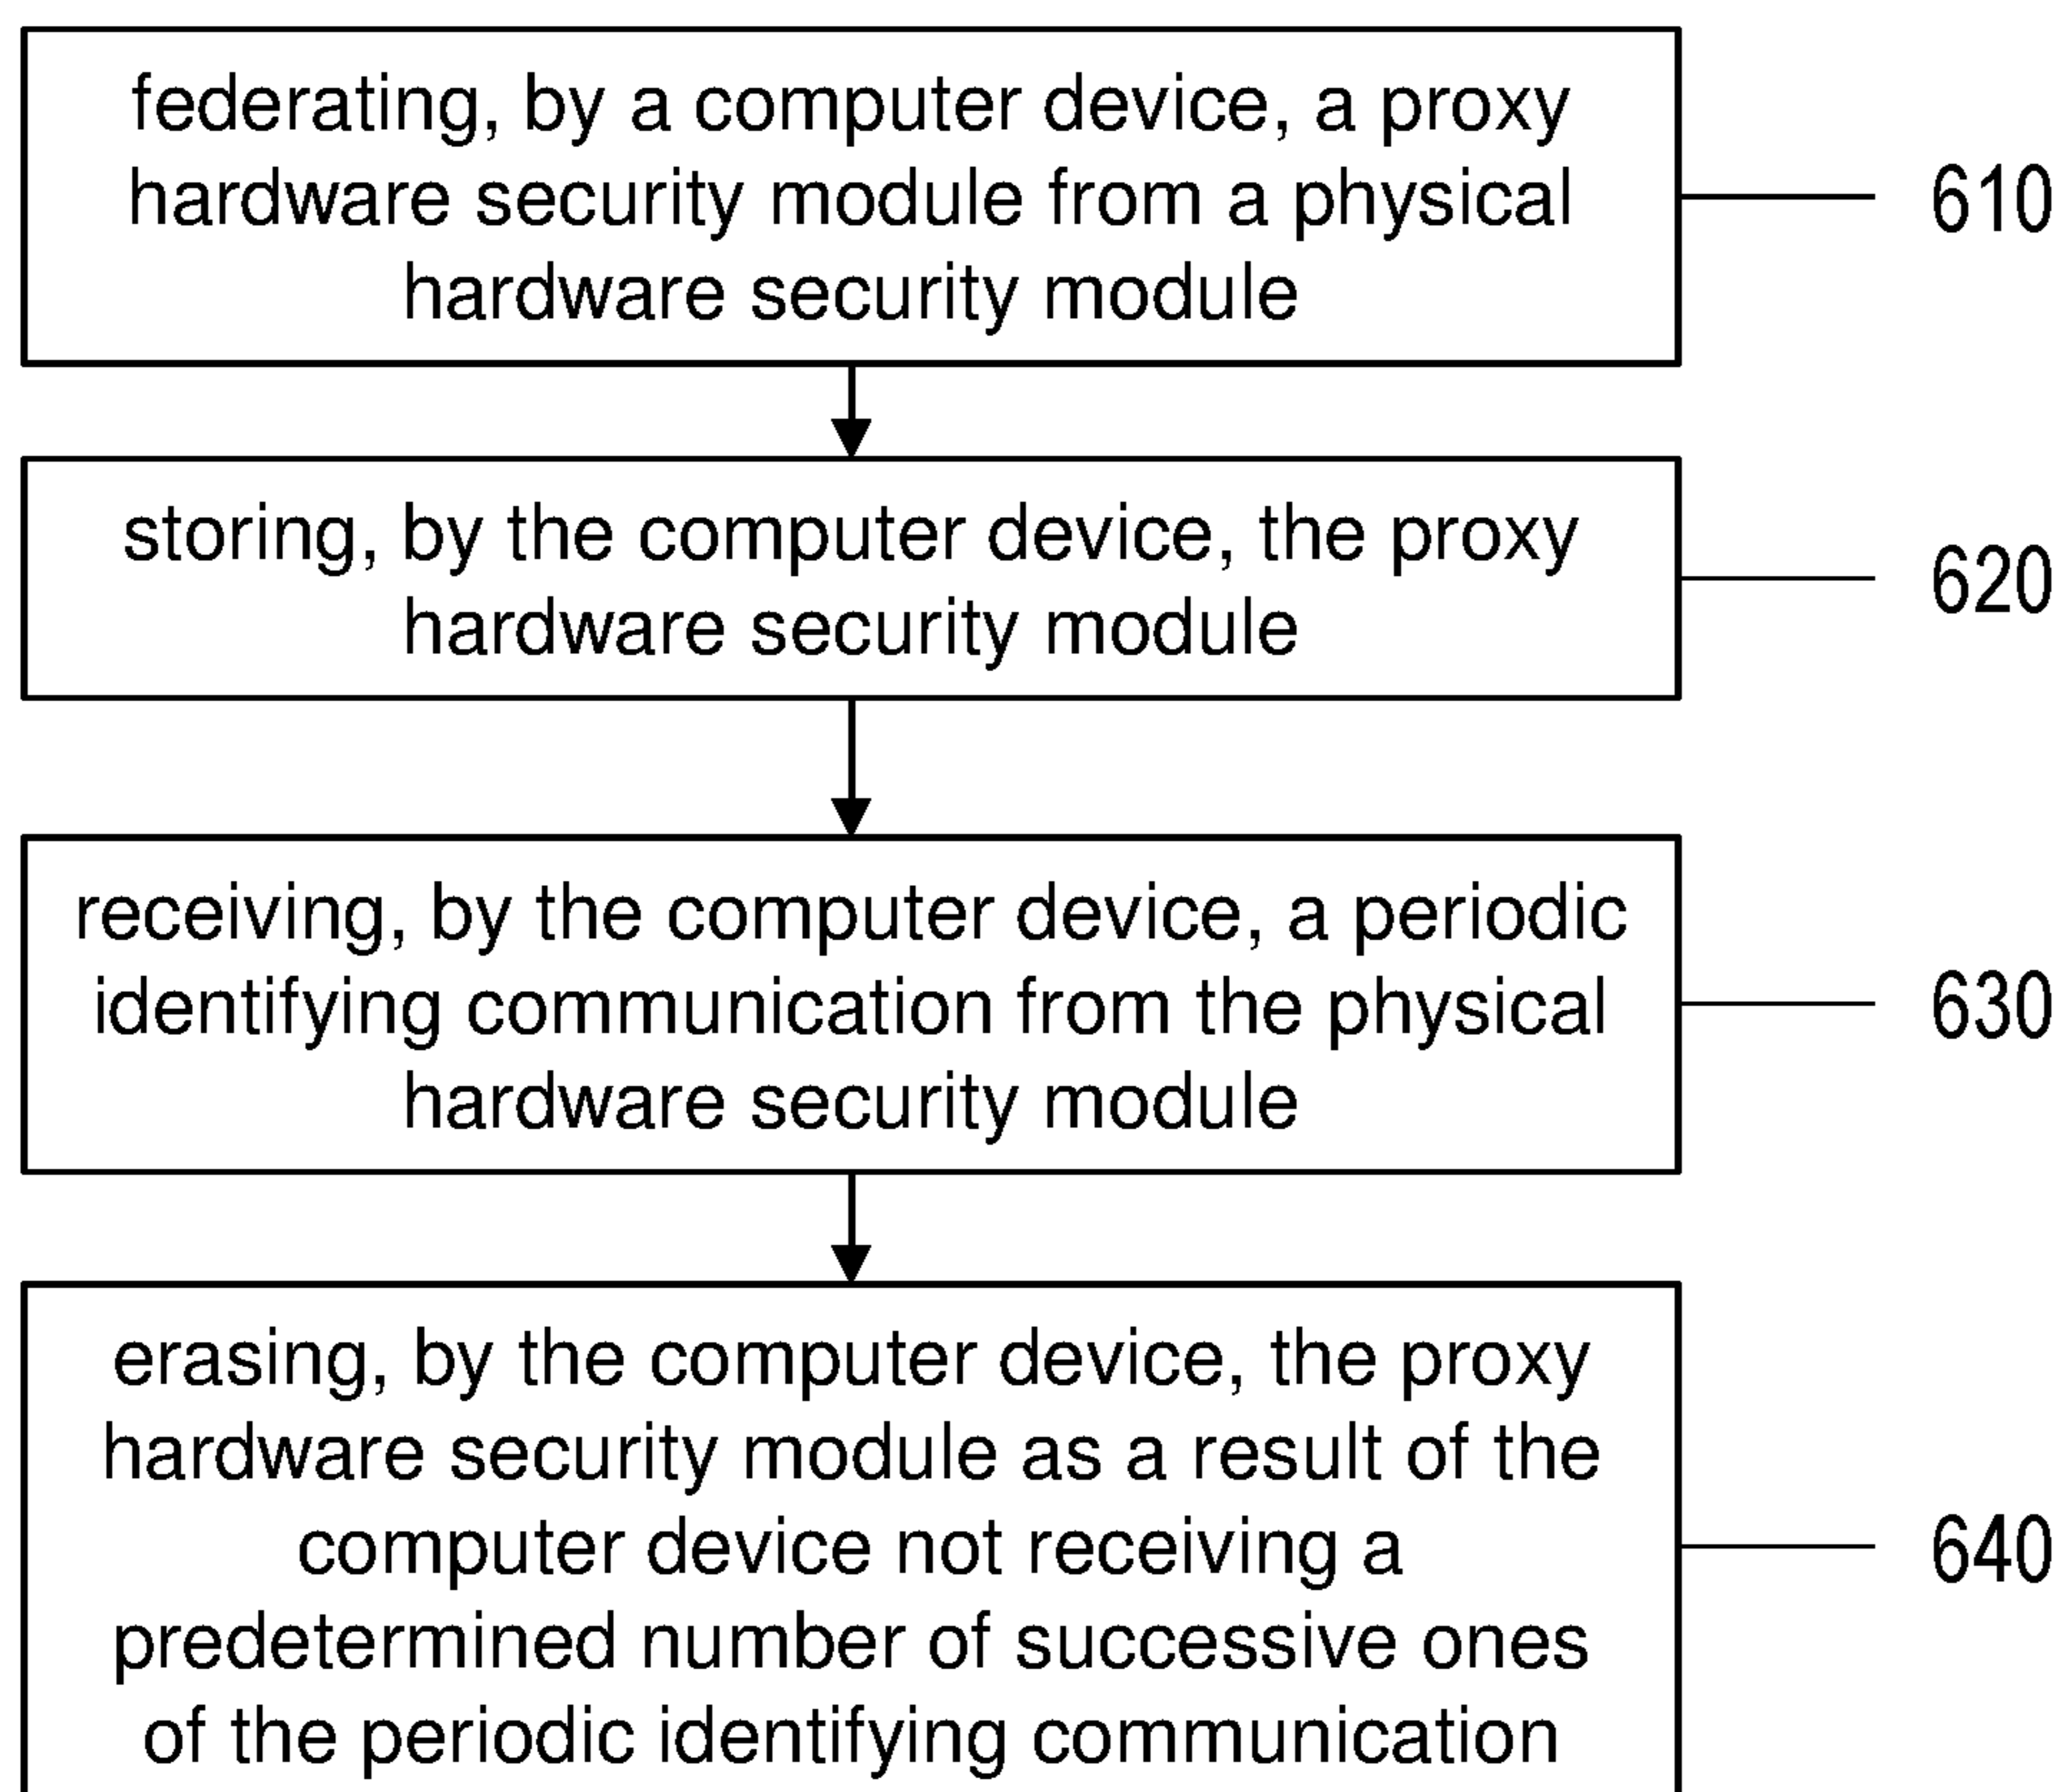 federating, by a computer device, a proxy
hardware security module from a physical
hardware security module
610
storing, by the computer device, the proxy
hardware security module
620
receiving, by the computer device, a periodic
identifying communication from the physical
hardware security module
630
erasing, by the computer device, the proxy
hardware security module as a result of the
computer device not receiving a
predetermined number of successive ones
of the periodic identifying communication
640